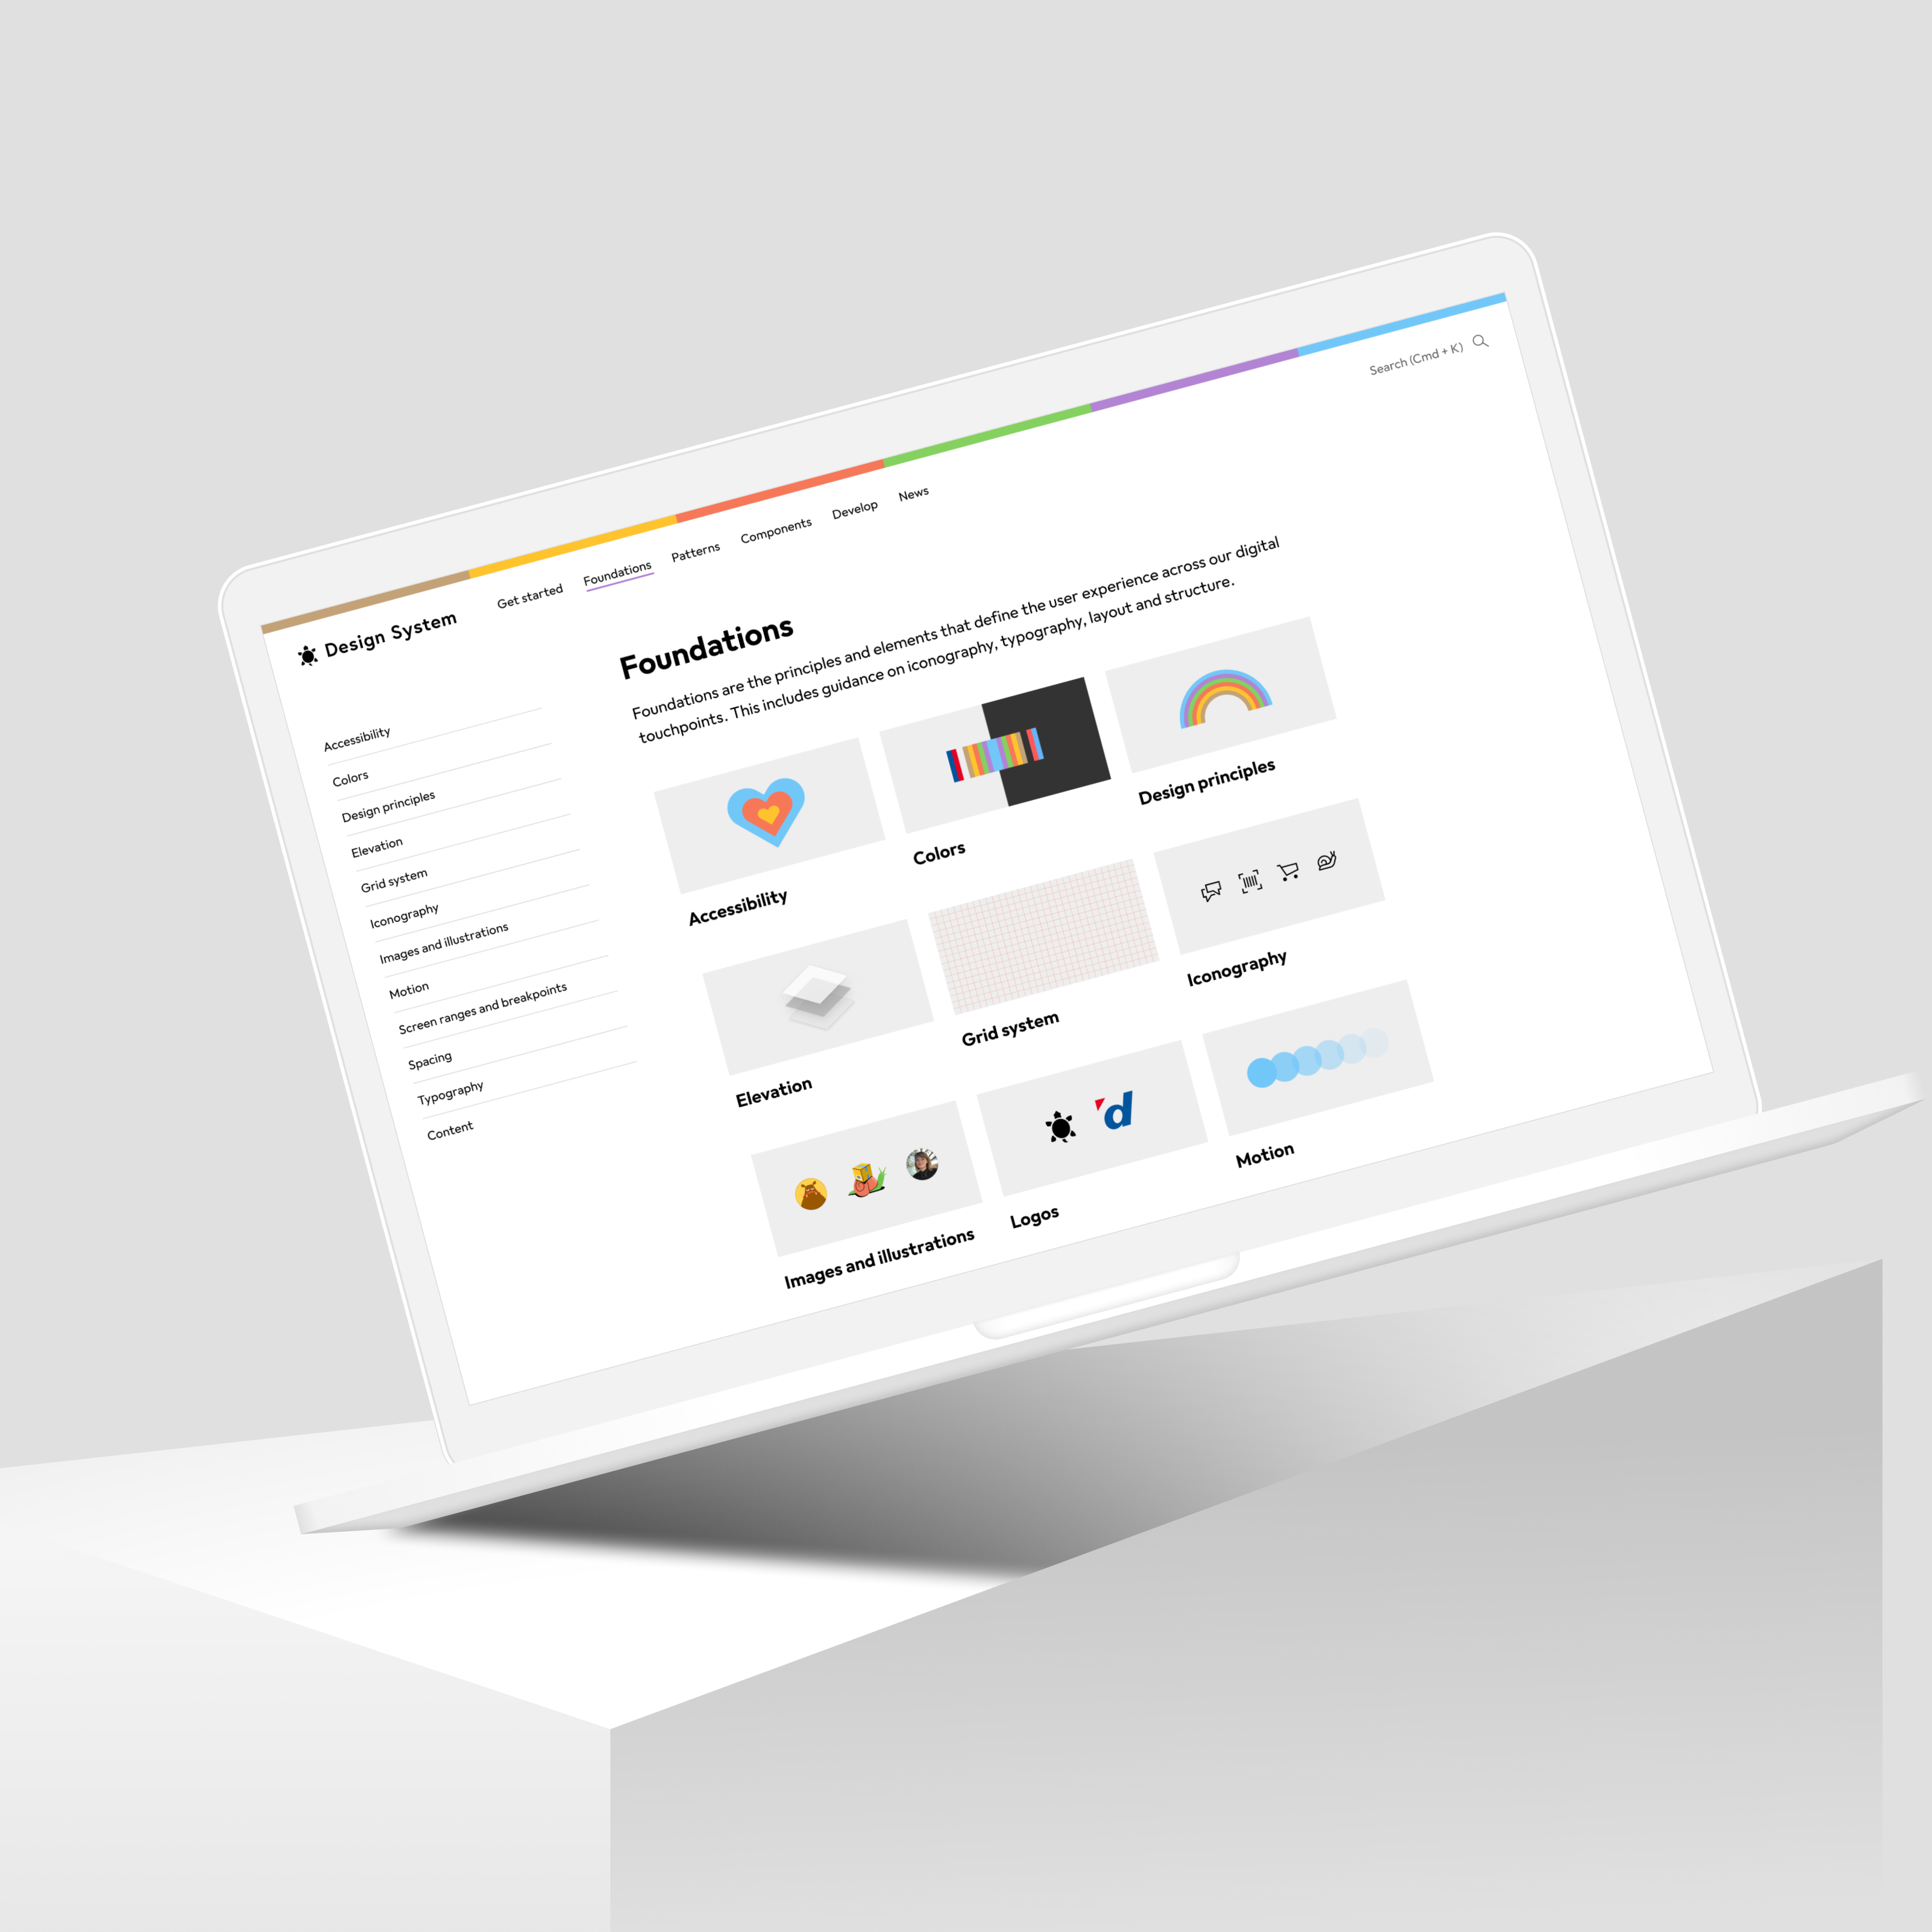 Search (Cmd + K)
Design System
Get started
Foundations
Patterns
Components
Develop
News
Accessibility
Colors
Design principles
Elevation
Grid system
Iconography
Images and illustrations
Motion
Screen ranges and breakpoints
Spacing
Typography
Content
Foundations
Foundations are the principles and elements that define the user experience across our digital
touchpoints. This includes guidance on iconography, typography, layout and structure.
Accessibility
Colors
Design principles
Elevation
Grid system
Iconography
Images and illustrations
d
Logos
Motion